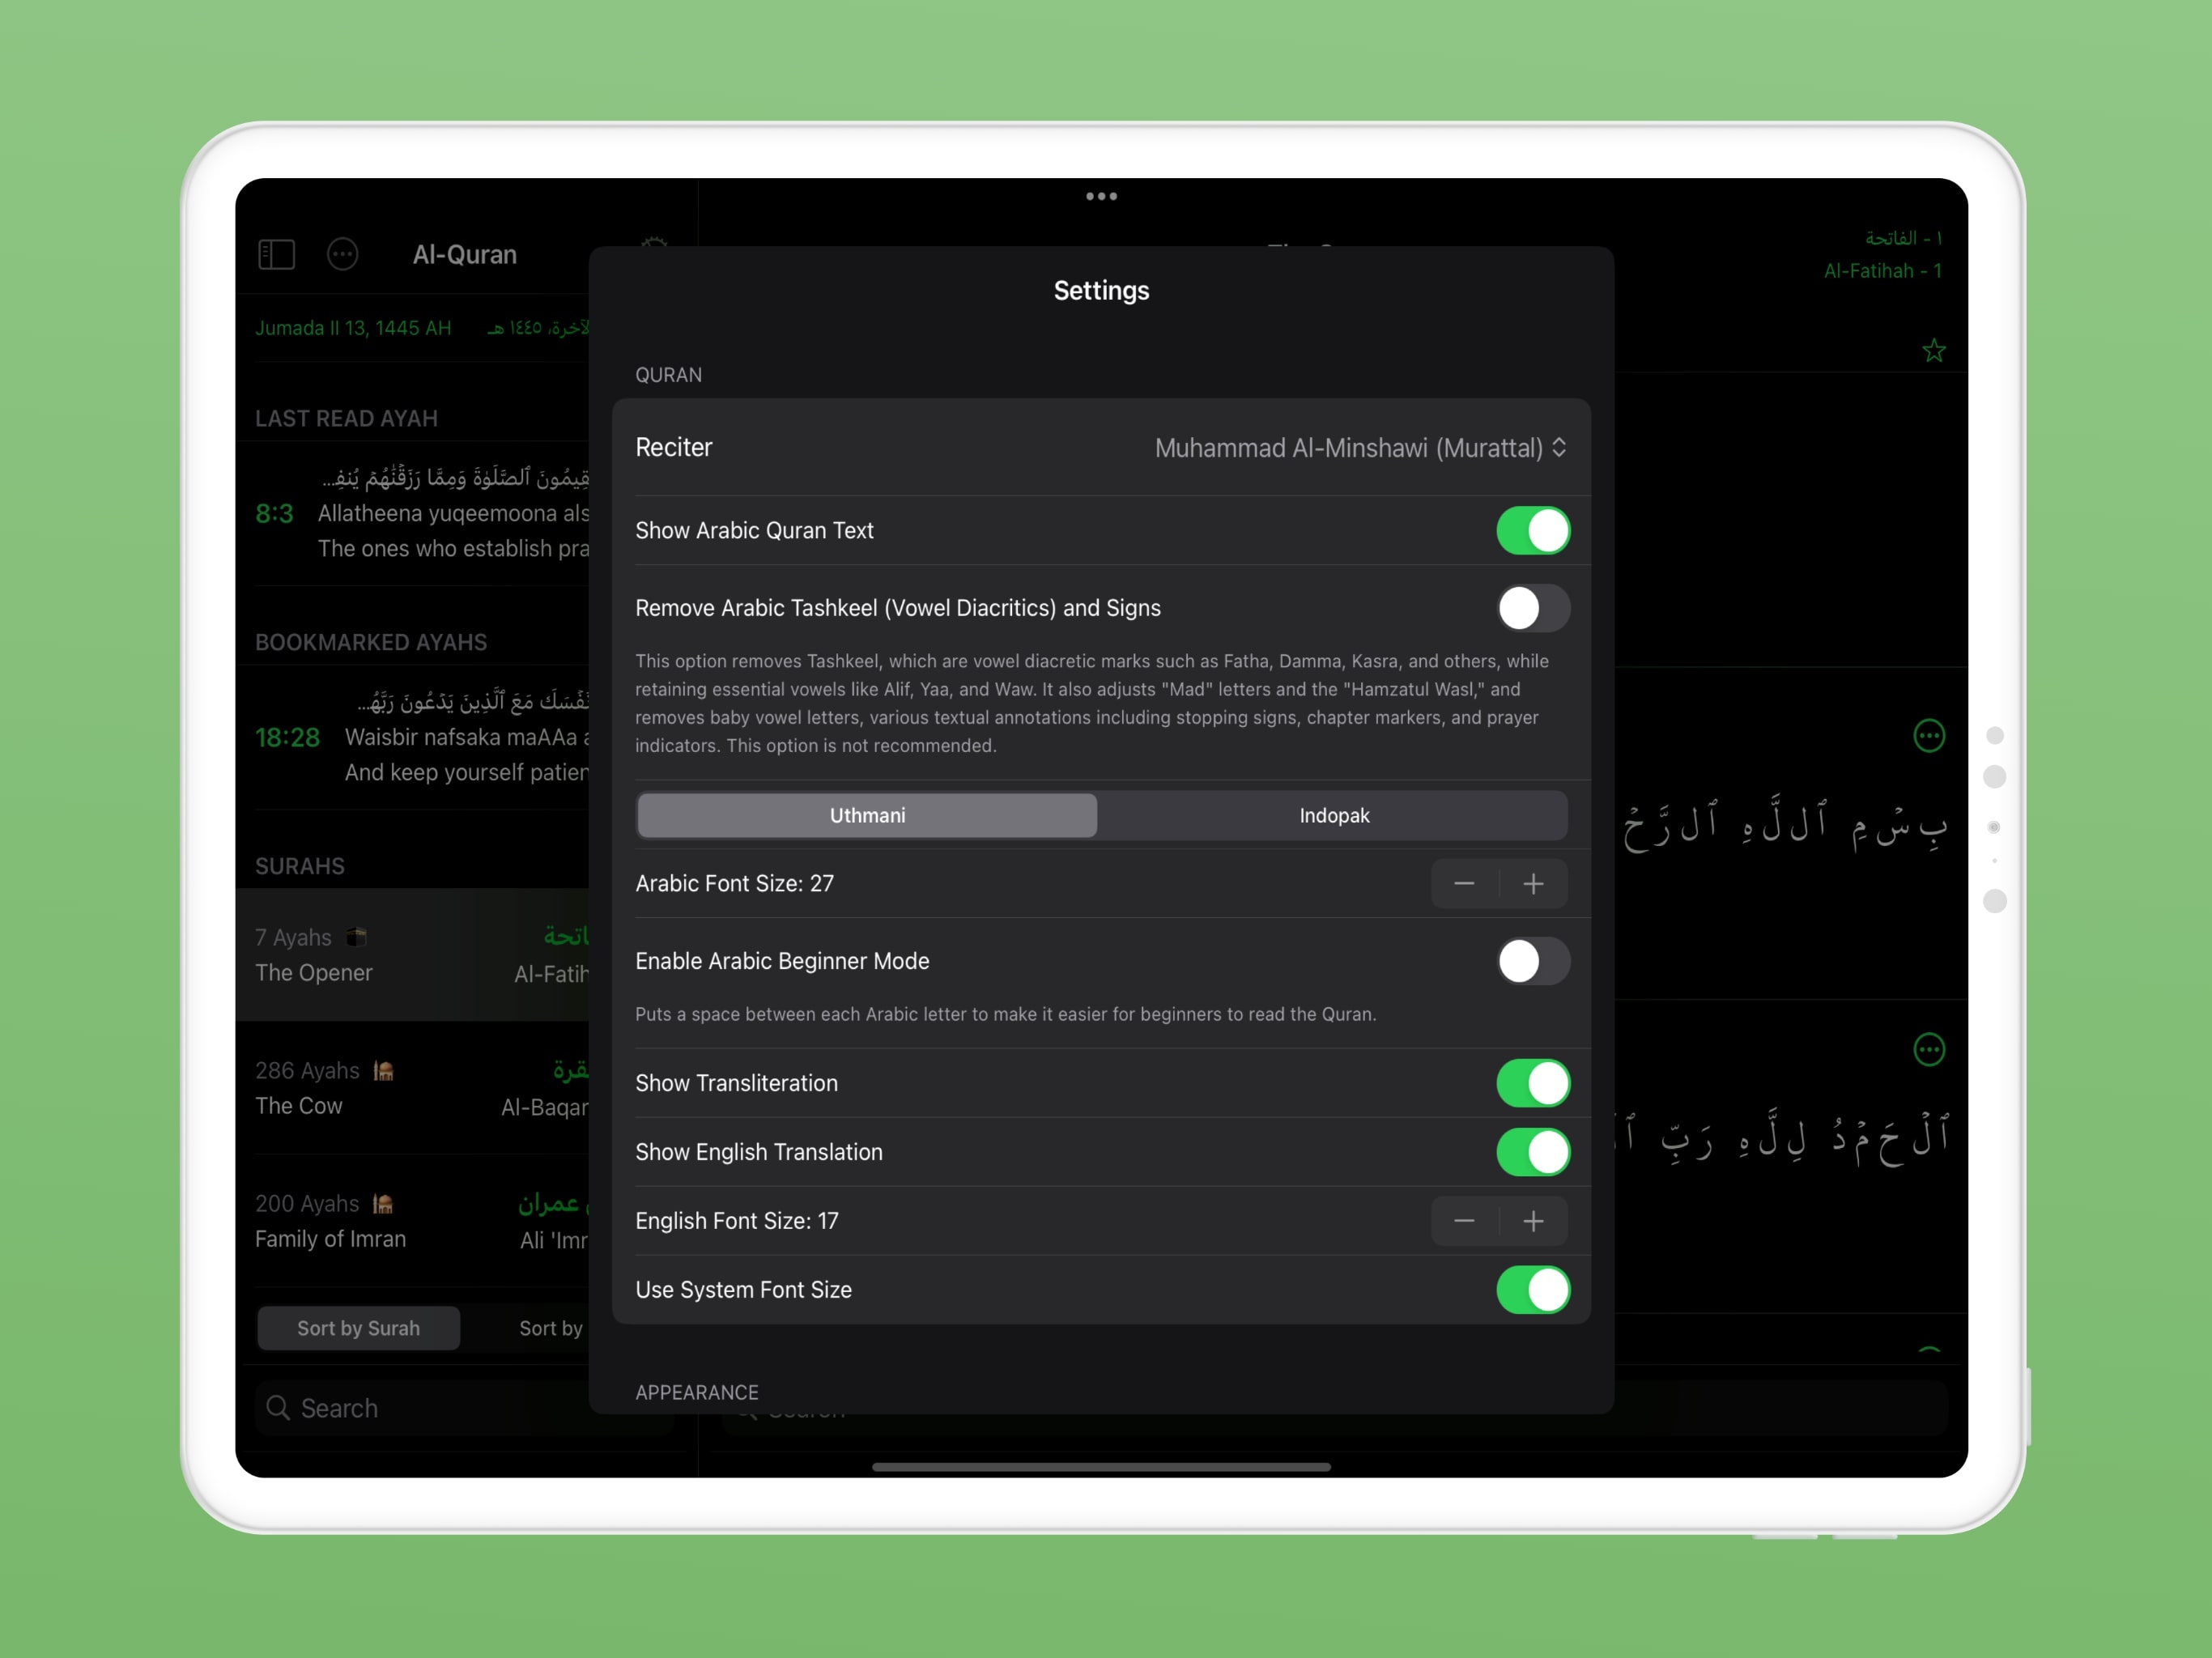 Al-Quran
Jumada II 13, 1445 AH
١٤٤٥ هـ
LAST READ AYAH
8:3
ٱلصَّلَوٰةَ وَمِمَّا رَزَقْنَٰهُمْ
Allatheena yuqeemoona als
The ones who establish pra
BOOKMARKED AYAHS
18:28
مَعَ ٱلَّذِينَ يَدْعُونَ
Waisbir nafsaka maAAa a
And keep yourself patien
SURAHS
7 Ayahs
The Opener
Al-Fatih
286 Ayahs
The Cow
Al-Baqar
200 Ayahs
عمران
Family of Imran
Ali 'Imr
Sort by Surah
Sort by
Search
Settings
QURAN
Reciter
Muhammad Al-Minshawi (Murattal)
Show Arabic Quran Text
Remove Arabic Tashkeel (Vowel Diacritics) and Signs
This option removes Tashkeel, which are vowel diacretic marks such as Fatha, Damma, Kasra, and others, while
retaining essential vowels like Alif, Yaa, and Waw. It also adjusts "Mad" letters and the "Hamzatul Wasl," and
removes baby vowel letters, various textual annotations including stopping signs, chapter markers, and prayer
indicators. This option is not recommended.
Uthmani
Indopak
Arabic Font Size: 27
Enable Arabic Beginner Mode
Puts a space between each Arabic letter to make it easier for beginners to read the Quran.
Show Transliteration
Show English Translation
English Font Size: 17
Use System Font Size
APPEARANCE
١ - الفاتحة
Al-Fatihah - 1
بِ سْ مِ ٱ ل لَّ هِ ٱ ل رَّ حْ
ٱ لْ حَ مْ دُ لِ لَّ هِ رَ بِّ ٱ